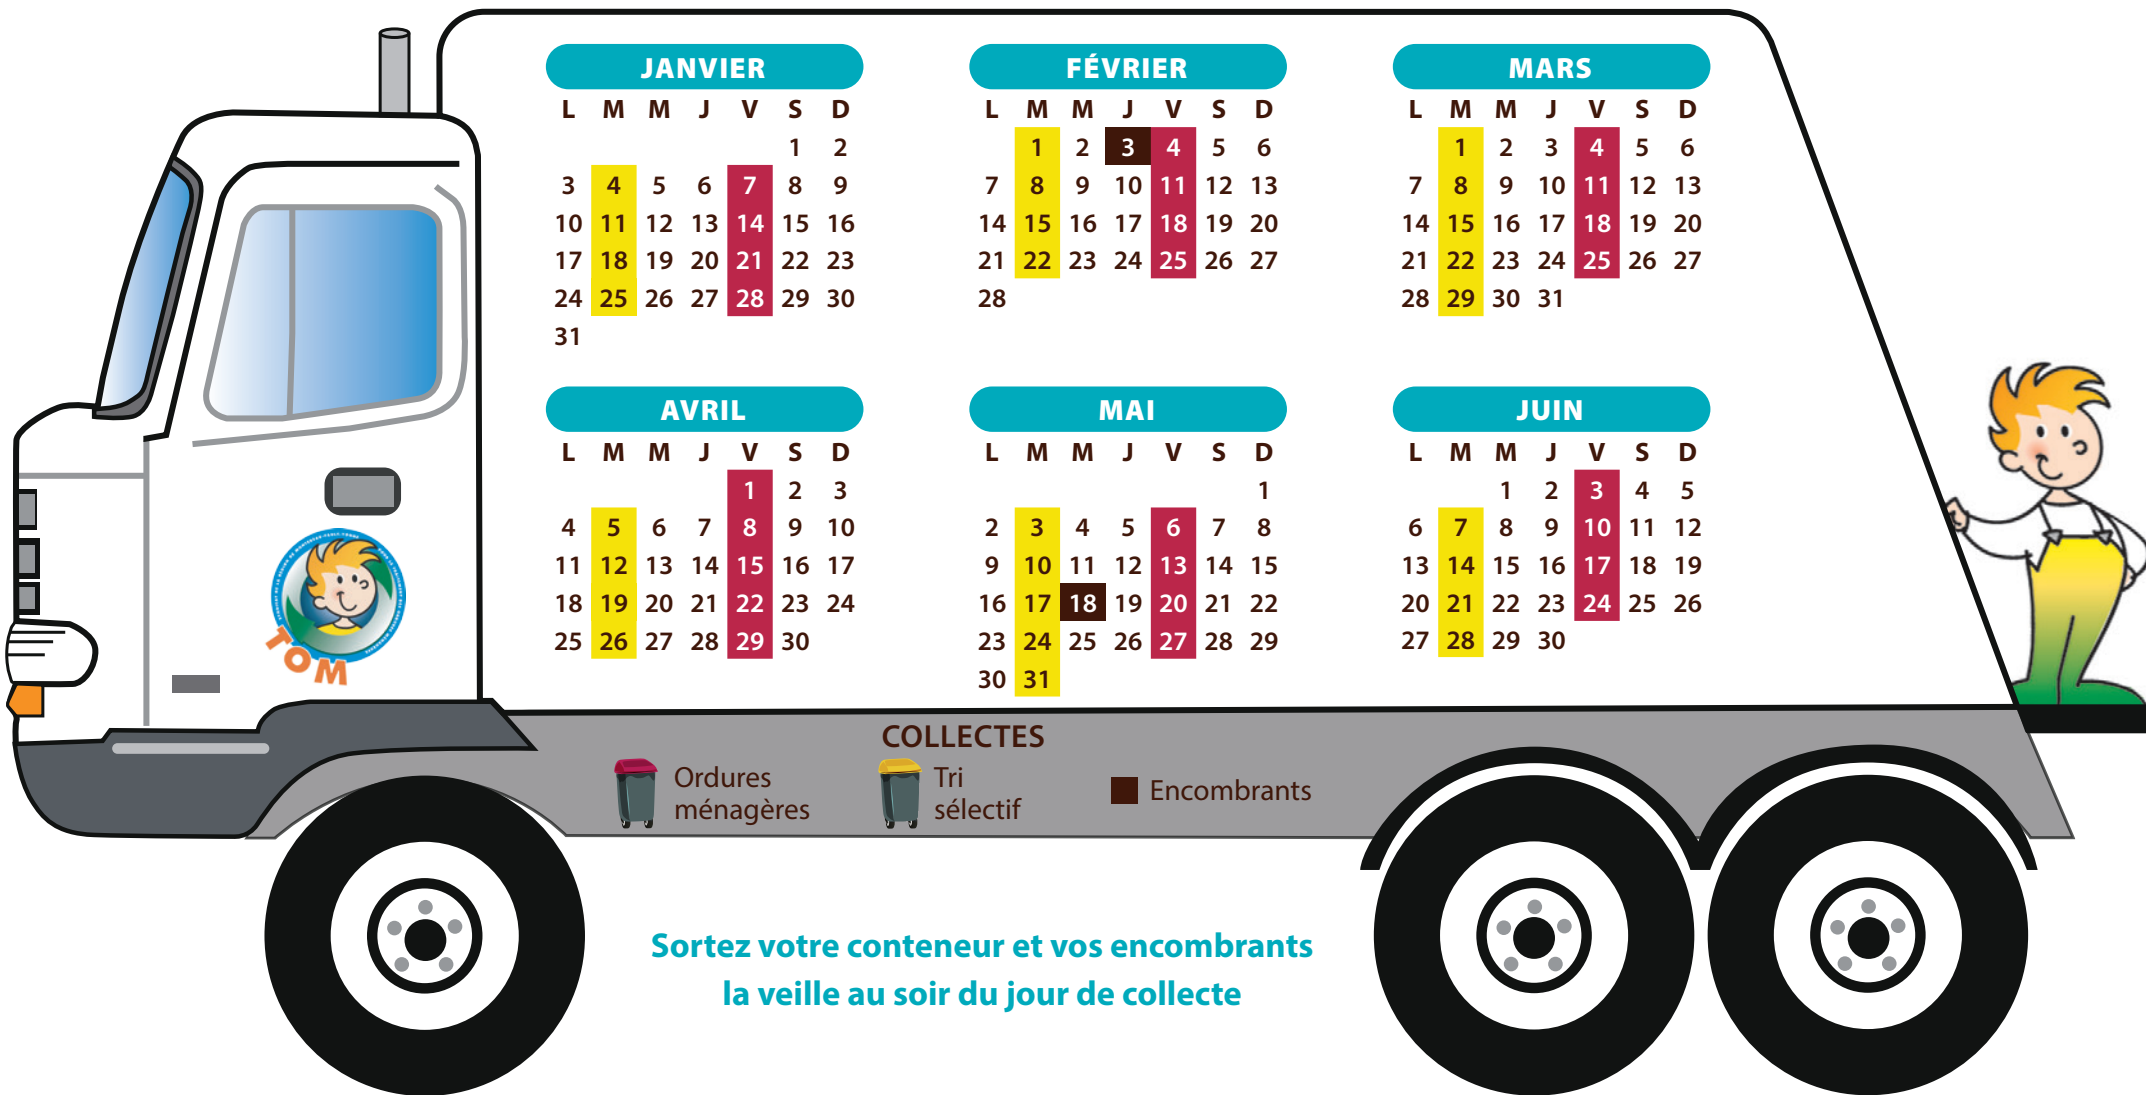 JANVIER
L M M J V S D
1 2
3 4 5 6 7 8 9
10 11 12 13 14 15 16
17 18 19 20 21 22 23
24 25 26 27 28 29 30
31
FÉVRIER
L M M J V S D
1 2 3 4 5 6
7 8 9 10 11 12 13
14 15 16 17 18 19 20
21 22 23 24 25 26 27
28
MARS
L M M J V S D
1 2 3 4 5 6
7 8 9 10 11 12 13
14 15 16 17 18 19 20
21 22 23 24 25 26 27
28 29 30 31
AVRIL
L M M J V S D
1 2 3
4 5 6 7 8 9 10
11 12 13 14 15 16 17
18 19 20 21 22 23 24
25 26 27 28 29 30
MAI
L M M J V S D
1
2 3 4 5 6 7 8
9 10 11 12 13 14 15
16 17 18 19 20 21 22
23 24 25 26 27 28 29
30 31
JUIN
L M M J V S D
1 2 3 4 5
6 7 8 9 10 11 12
13 14 15 16 17 18 19
20 21 22 23 24 25 26
27 28 29 30
TOM
COLLECTES
Ordures
ménagères
Tri
sélectif
Encombrants
Sortez votre conteneur et vos encombrants
la veille au soir du jour de collecte